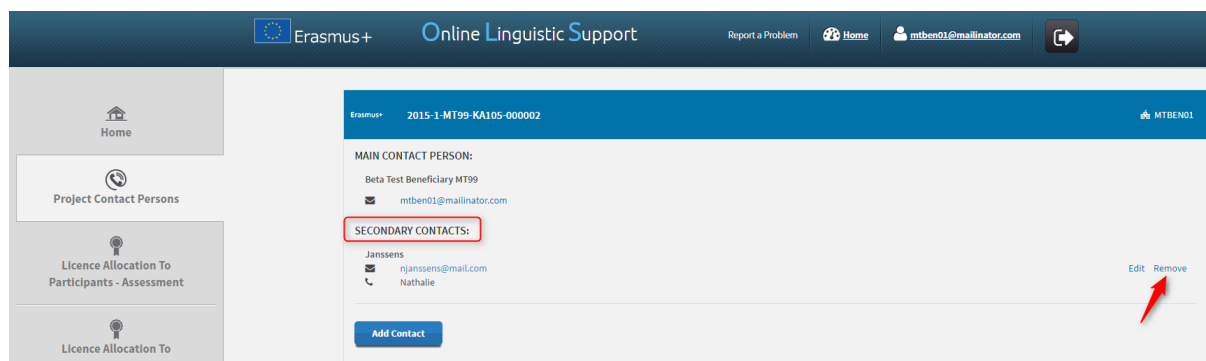 Erasmus+ Online Linguistic Support Report a Problem Home mtben01@mailinator.com
Home
Project Contact Persons
Licence Allocation To
Participants - Assessment
Licence Allocation To
Erasmus+ 2015-1-MT99-KA105-000002 MTBEN01
MAIN CONTACT PERSON:
Beta Test Beneficiary MT99
mtben01@mailinator.com
SECONDARY CONTACTS:
Janssens
njanssens@mail.com
Edit Remove
Nathalie
Add Contact